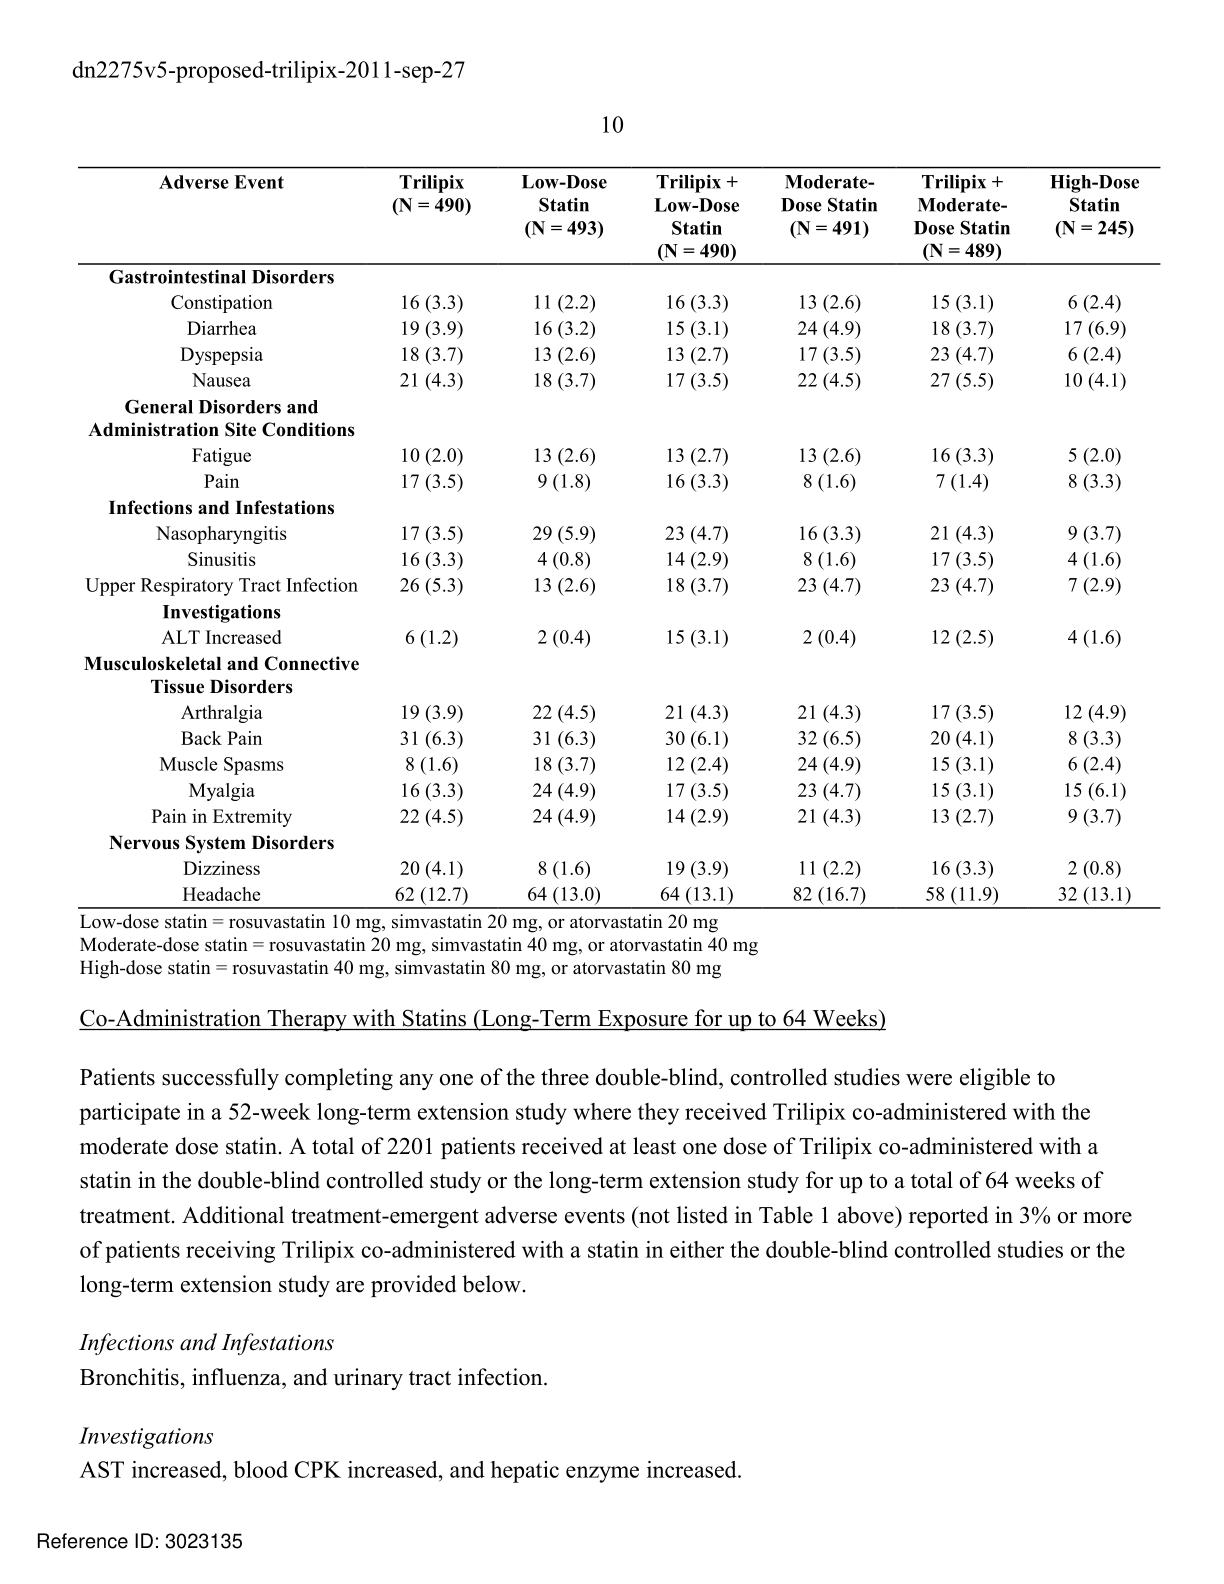 dn2275v5-proposed-trilipix-2011-sep-27
10
Adverse Event Trilipix Low-Dose Trilipix + Moderate- Trilipix + High-Dose
(N = 490) Statin Low-Dose Dose Statin Moderate- Statin
(N = 493) Statin (N = 491) Dose Statin (N = 245)
(N = 490) (N = 489)
Gastrointestinal Disorders
Constipation 16 (3.3) 11 (2.2) 16 (3.3) 13 (2.6) 15 (3.1) 6 (2.4)
Diarrhea 19 (3.9) 16 (3.2) 15 (3.1) 24 (4.9) 18 (3.7) 17 (6.9)
Dyspepsia 18 (3.7) 13 (2.6) 13 (2.7) 17 (3.5) 23 (4.7) 6 (2.4)
Nausea 21 (4.3) 18 (3.7) 17 (3.5) 22 (4.5) 27 (5.5) 10 (4.1)
General Disorders and
Administration Site Conditions
Fatigue 10 (2.0) 13 (2.6) 13 (2.7) 13 (2.6) 16 (3.3) 5 (2.0)
Pain 17 (3.5) 9 (1.8) 16 (3.3) 8 (1.6) 7 (1.4) 8 (3.3)
Infections and Infestations
Nasopharyngitis 17 (3.5) 29 (5.9) 23 (4.7) 16 (3.3) 21 (4.3) 9 (3.7)
Sinusitis 16 (3.3) 4 (0.8) 14 (2.9) 8 (1.6) 17 (3.5) 4 (1.6)
Upper Respiratory Tract Infection 26 (5.3) 13 (2.6) 18 (3.7) 23 (4.7) 23 (4.7) 7 (2.9)
Investigations
ALT Increased 6 (1.2) 2 (0.4) 15 (3.1) 2 (0.4) 12 (2.5) 4 (1.6)
Musculoskeletal and Connective
Tissue Disorders
Arthralgia 19 (3.9) 22 (4.5) 21 (4.3) 21 (4.3) 17 (3.5) 12 (4.9)
Back Pain 31 (6.3) 31 (6.3) 30 (6.1) 32 (6.5) 20 (4.1) 8 (3.3)
Muscle Spasms 8 (1.6) 18 (3.7) 12 (2.4) 24 (4.9) 15 (3.1) 6 (2.4)
Myalgia 16 (3.3) 24 (4.9) 17 (3.5) 23 (4.7) 15 (3.1) 15 (6.1)
Pain in Extremity 22 (4.5) 24 (4.9) 14 (2.9) 21 (4.3) 13 (2.7) 9 (3.7)
Nervous System Disorders
Dizziness 20 (4.1) 8 (1.6) 19 (3.9) 11 (2.2) 16 (3.3) 2 (0.8)
Headache 62 (12.7) 64 (13.0) 64 (13.1) 82 (16.7) 58 (11.9) 32 (13.1)
Low-dose statin = rosuvastatin 10 mg, simvastatin 20 mg, or atorvastatin 20 mg
Moderate-dose statin = rosuvastatin 20 mg, simvastatin 40 mg, or atorvastatin 40 mg
High-dose statin = rosuvastatin 40 mg, simvastatin 80 mg, or atorvastatin 80 mg
Co-Administration Therapy with Statins (Long-Term Exposure for up to 64 Weeks)
Patients successfully completing any one of the three double-blind, controlled studies were eligible to
participate in a 52-week long-term extension study where they received Trilipix co-administered with the
moderate dose statin. A total of 2201 patients received at least one dose of Trilipix co-administered with a
statin in the double-blind controlled study or the long-term extension study for up to a total of 64 weeks of
treatment. Additional treatment-emergent adverse events (not listed in Table 1 above) reported in 3% or more
of patients receiving Trilipix co-administered with a statin in either the double-blind controlled studies or the
long-term extension study are provided below.
Infections and Infestations
Bronchitis, influenza, and urinary tract infection.
Investigations
AST increased, blood CPK increased, and hepatic enzyme increased.
Reference ID: 3023135